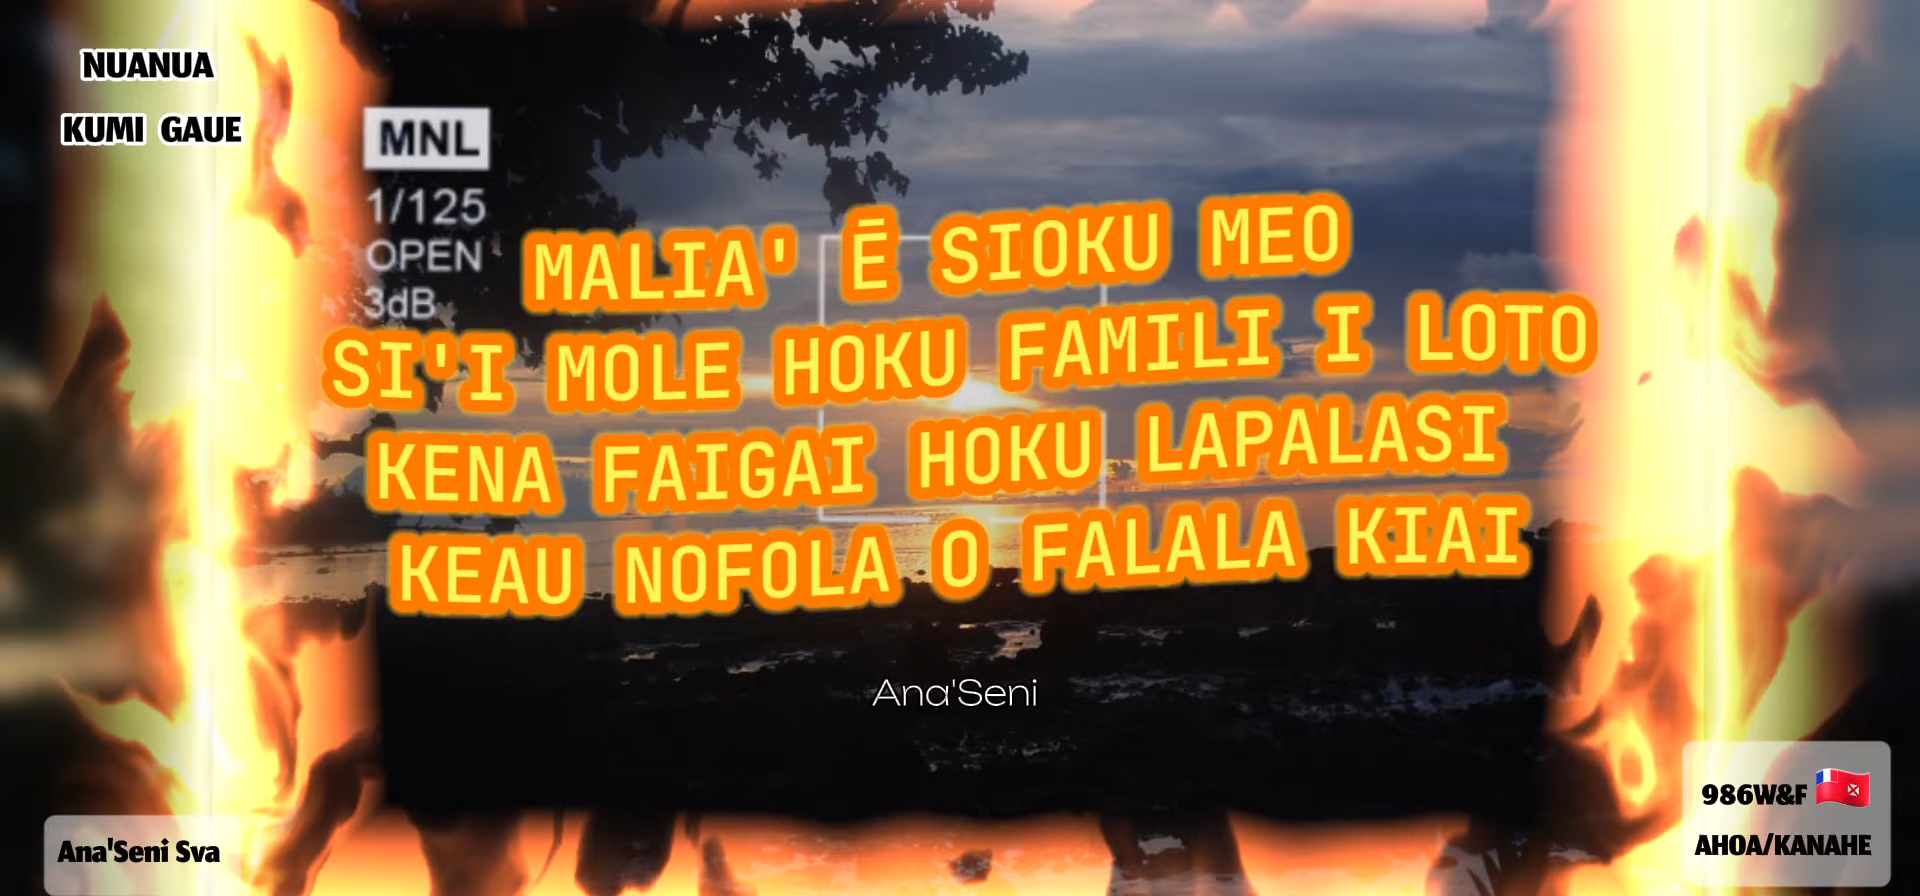 NUANUA
KUMI GAUE
MNL
1/125
OPEN
3dB
MALIA' Ē SIOKU MEO
SI'I MOLE HOKU FAMILI I LOTO
KENA FAIGAI HOKU LAPALASI
KEAU NOFOLA O FALALA KIAI
Ana'Seni
Ana'Seni Sva
986W&F
AHOA/KANAHE